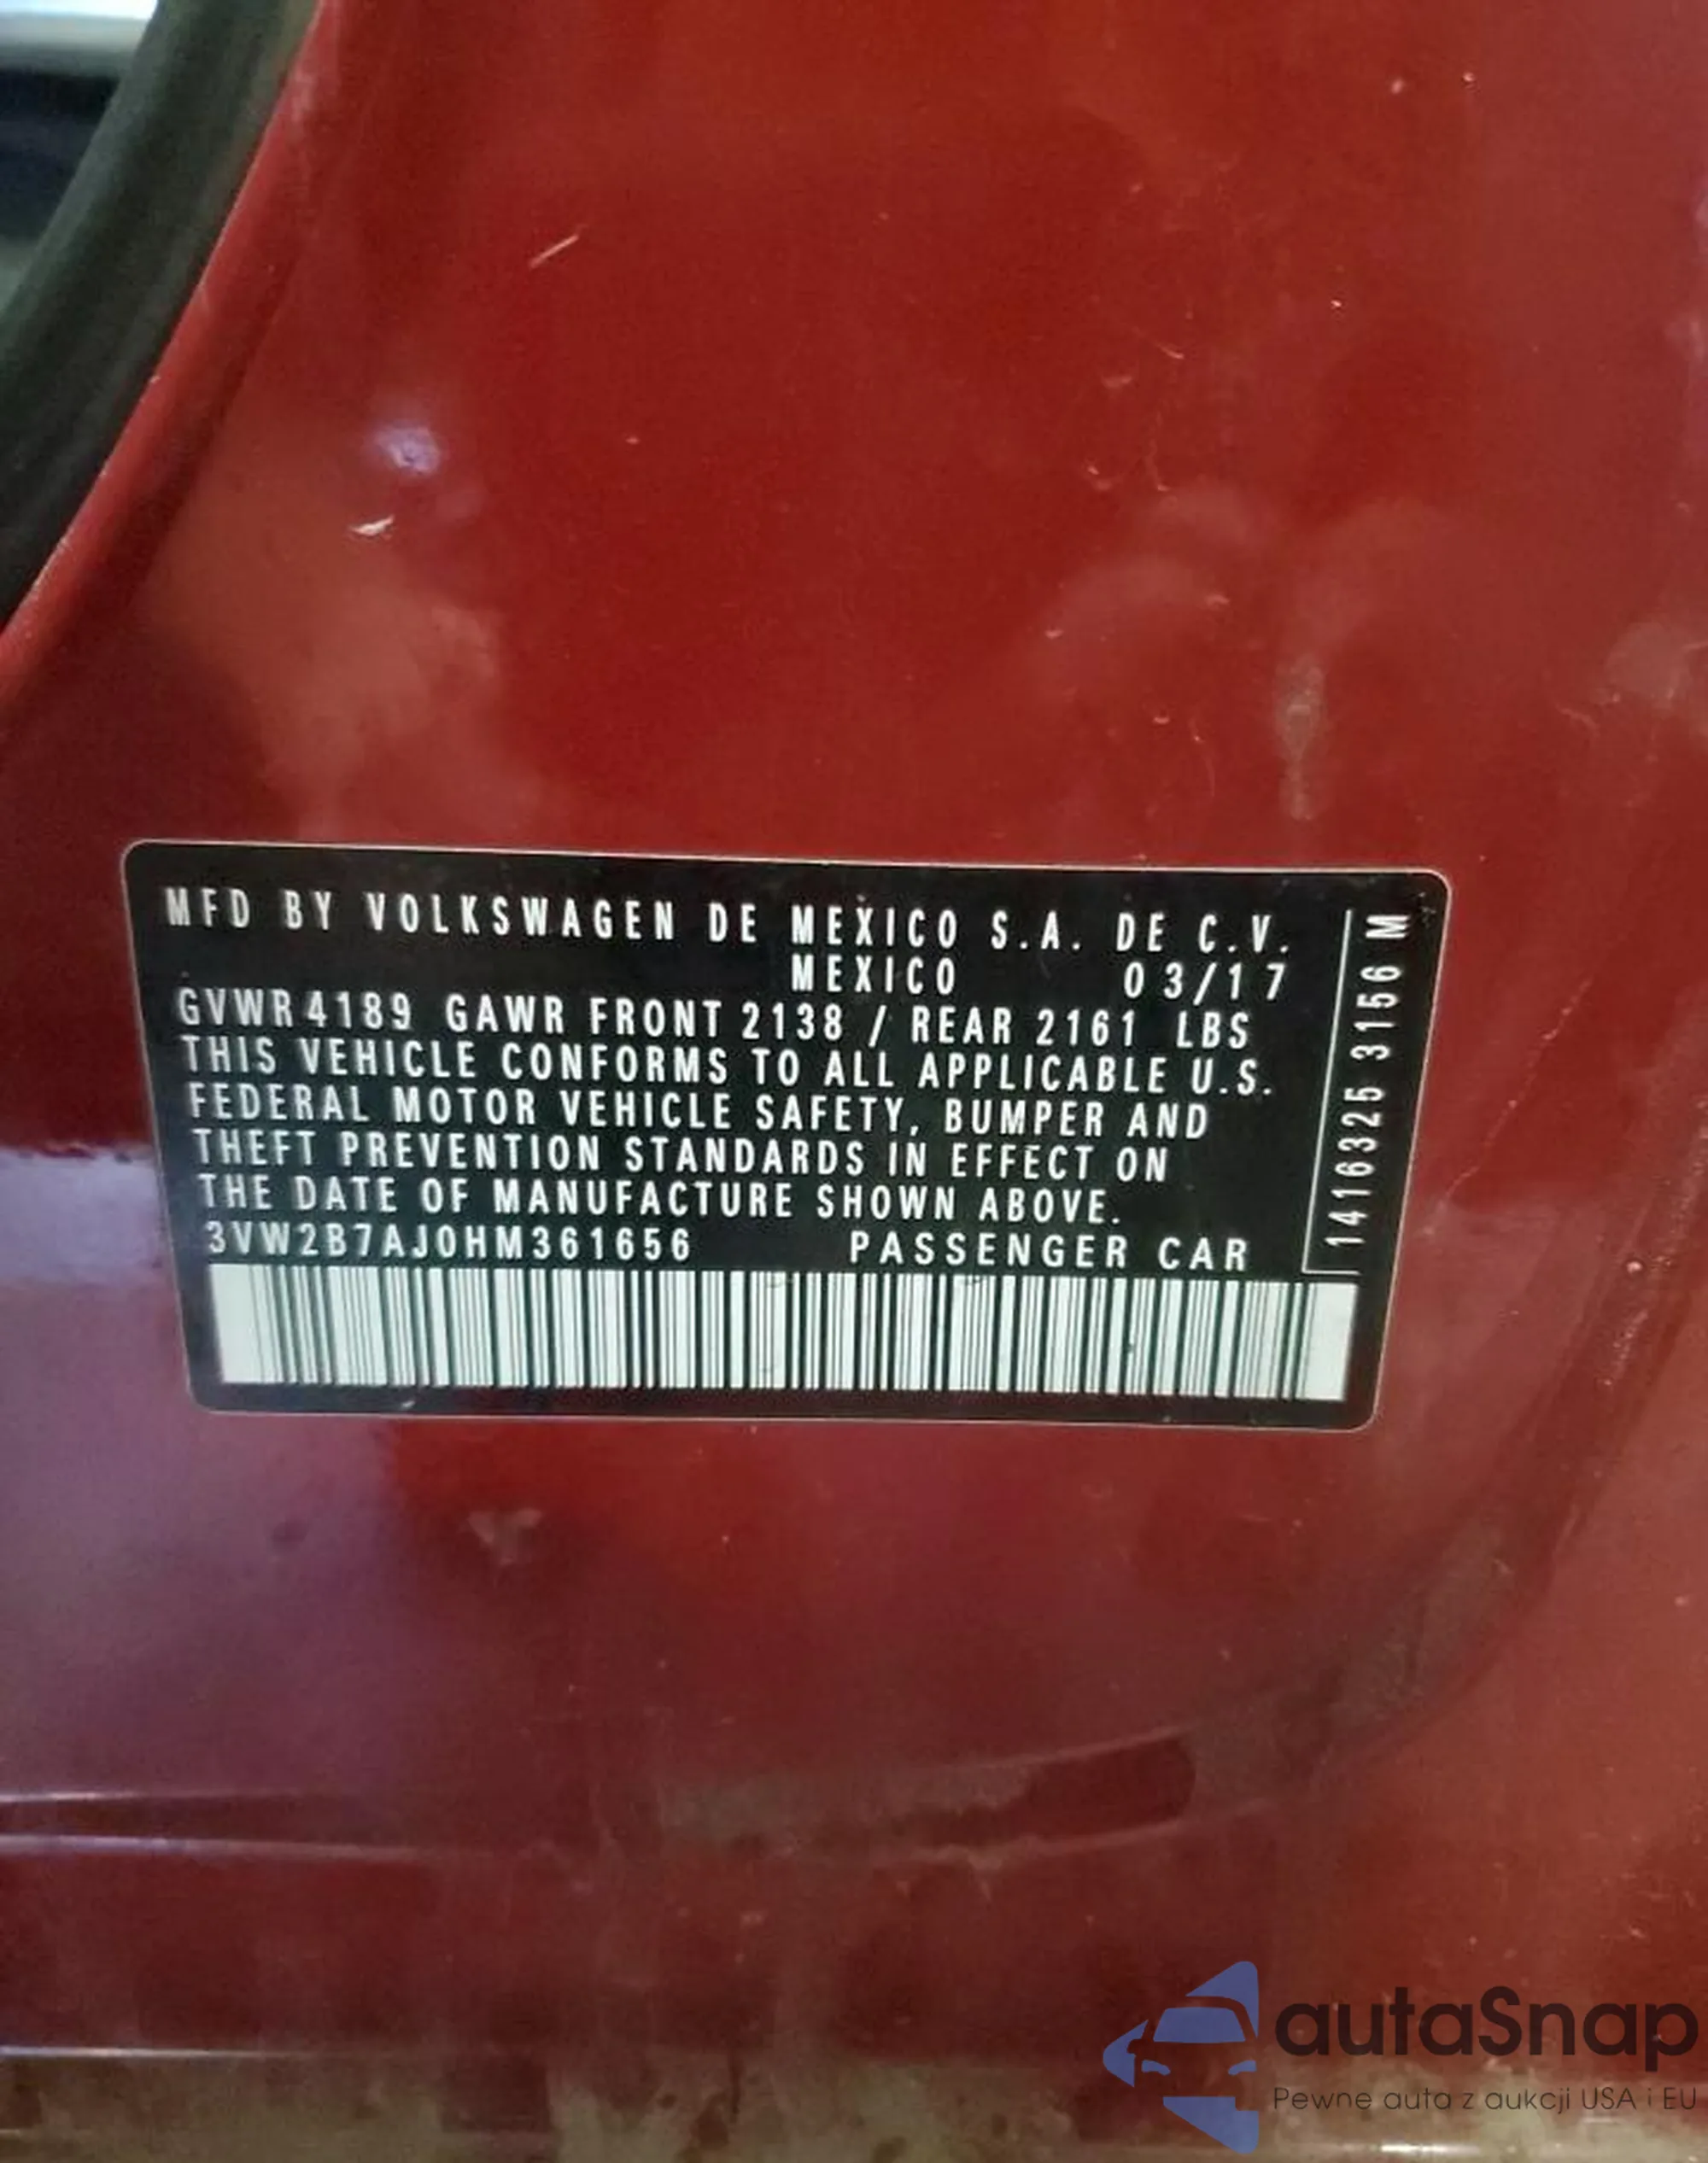 MFD BY VOLKSWAGEN DE MEXICO S.A. DE C.V.
MEXICO 03/17
GVWR 4189 GAWR FRONT 2138 / REAR 2161 LBS
THIS VEHICLE CONFORMS TO ALL APPLICABLE U.S.
FEDERAL MOTOR VEHICLE SAFETY, BUMPER AND
THEFT PREVENTION STANDARDS IN EFFECT ON
THE DATE OF MANUFACTURE SHOWN ABOVE.
3VW2B7AJ0HM361656 PASSENGER CAR
1416325 3156 M
autaSnap
Pewne auta z aukcji USA i EU